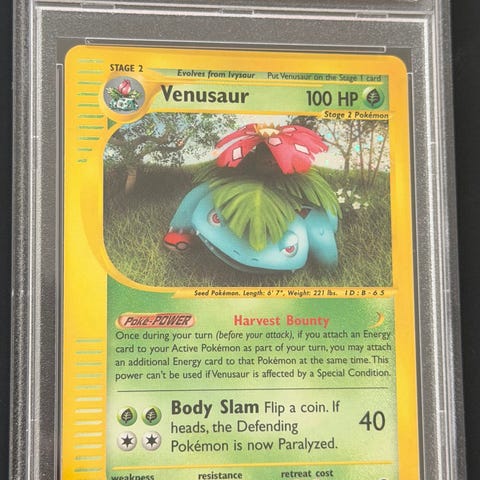 STAGE 2
Evolves from Ivysaur Put Venusaur on the Stage 1 card
Venusaur 100 HP
Stage 2 Pokémon
Seed Pokémon. Length: 6' 7", Weight: 221 lbs. ID:B-65
Poké-POWER Harvest Bounty
Once during your turn (before your attack), if you attach an Energy
card to your Active Pokémon as part of your turn, you may attach
an additional Energy card to that Pokémon at the same time. This
power can't be used if Venusaur is affected by a Special Condition.
Body Slam Flip a coin. If
heads, the Defending 40
Pokémon is now Paralyzed.
weakness resistance retreat cost